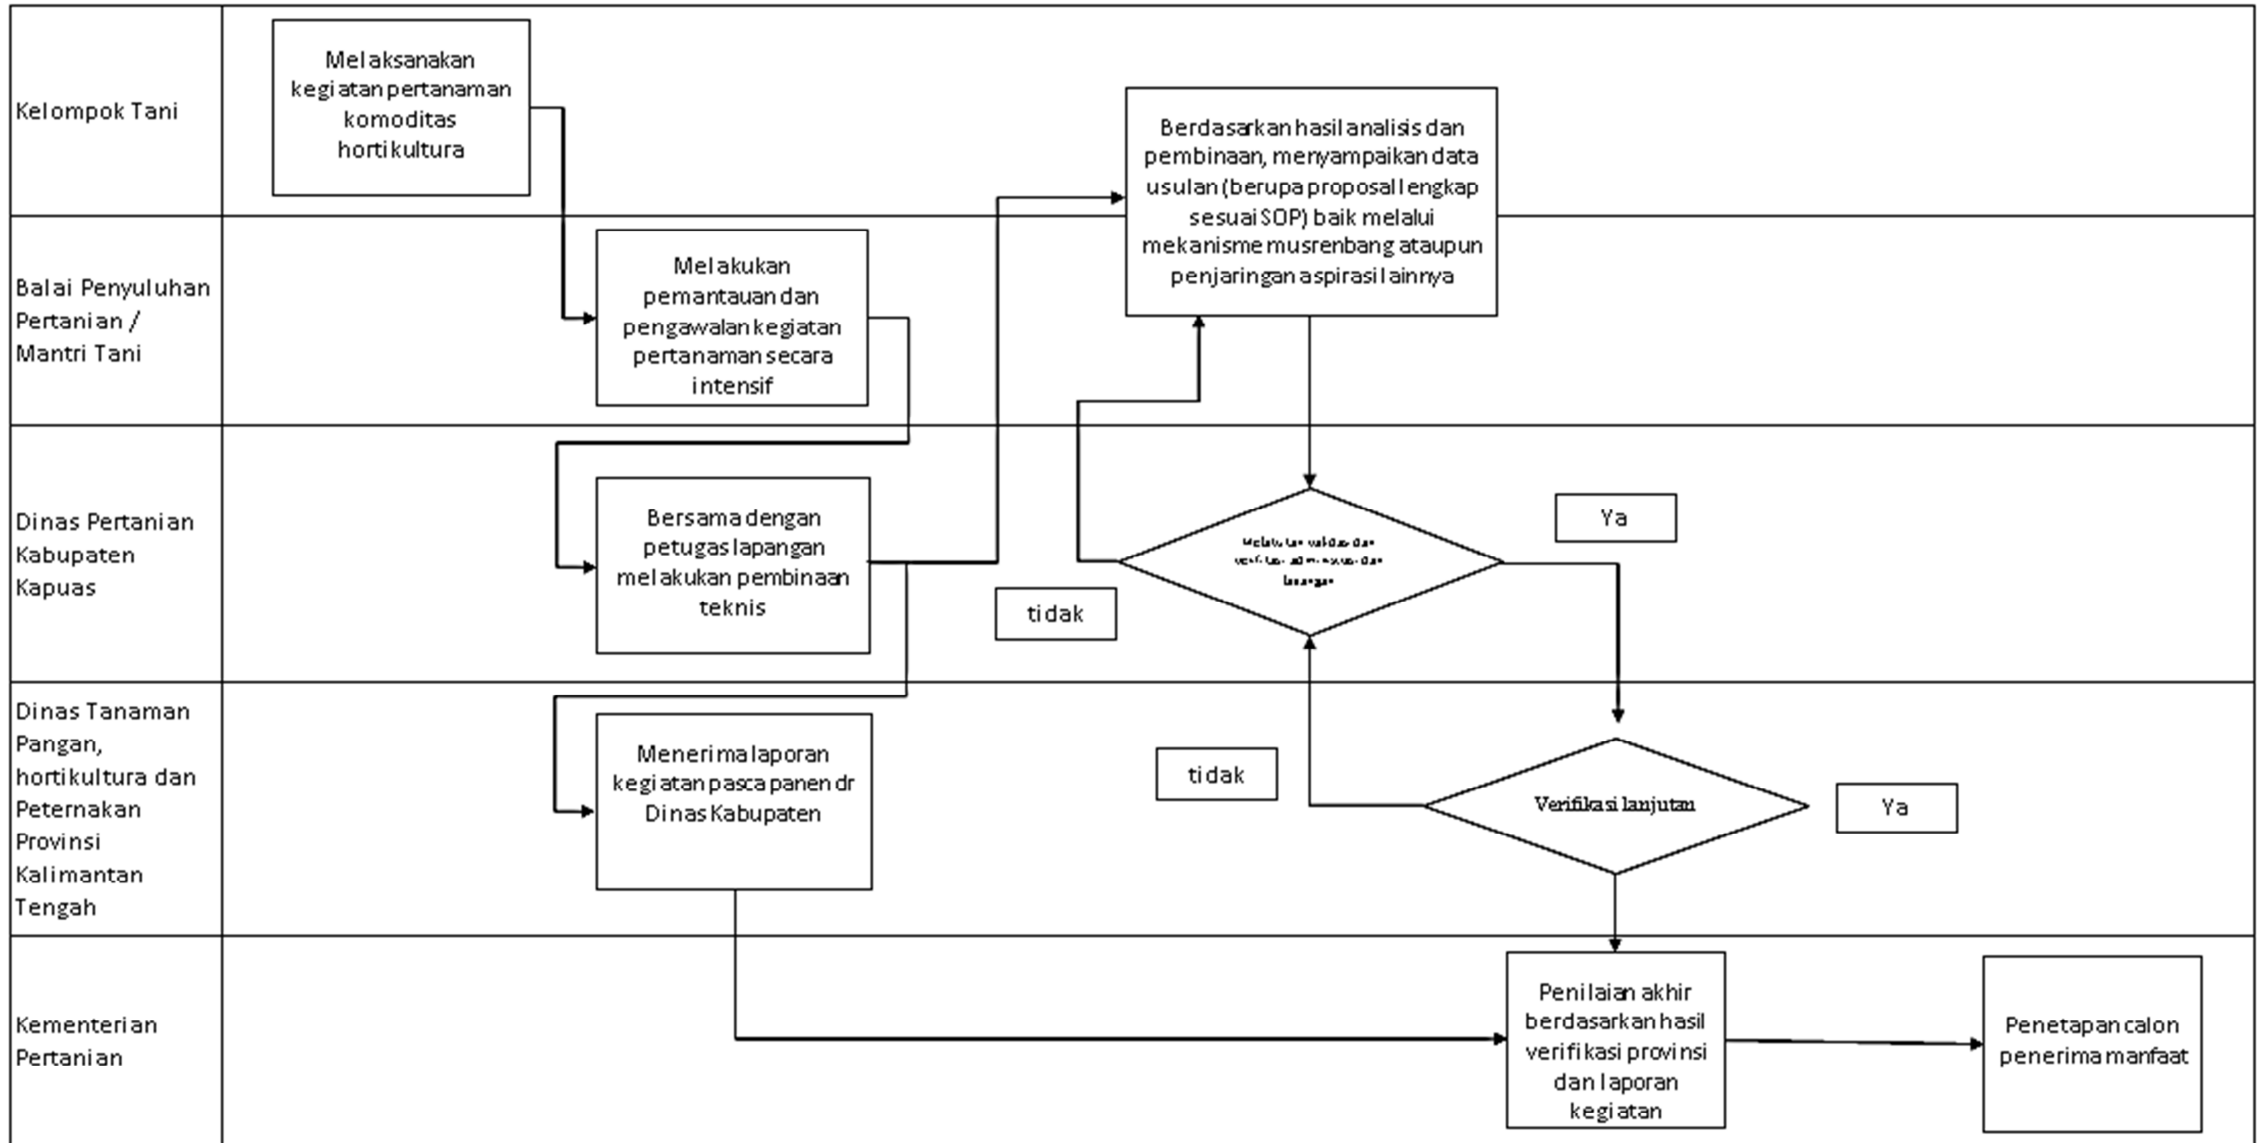 Kelompok Tani
Melaksanakan
kegiatan pertanaman
komoditas
hortikultura
Berdasarkan hasil analisis dan
pembinaan, menyampaikan data
usulan (berupa proposal lengkap
sesuai SOP) baik melalui
mekanisme musrenbang ataupun
penjaringan aspirasi lainnya
Balai Penyuluhan
Pertanian /
Mantri Tani
Melakukan
pemantauan dan
pengawalan kegiatan
pertanaman secara
intensif
Dinas Pertanian
Kabupaten
Kapuas
Bersama dengan
petugas lapangan
melakukan pembinaan
teknis
dan
dan
Ya
tidak
Dinas Tanaman
Pangan,
hortikultura dan
Peternakan
Provinsi
Kalimantan
Tengah
Menerima laporan
kegiatan pasca panen dr
Dinas Kabupaten
tidak
Verifikasi lanjutan
Ya
Kementerian
Pertanian
Penilaian akhir
berdasarkan hasil
verifikasi provinsi
dan laporan
kegiatan
Penetapan calon
penerima manfaat